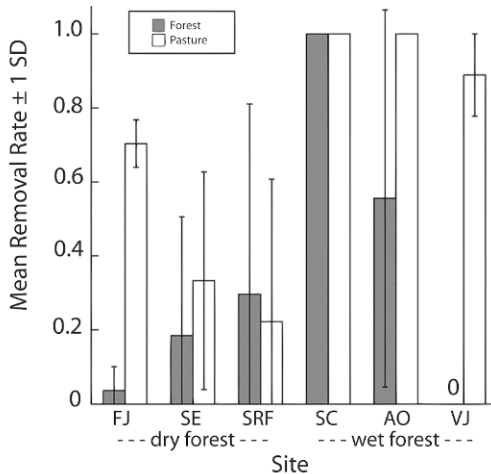 Forest
Pasture
Mean Removal Rate ± 1 SD
1.0
0.8
0.6
0.4
0.2
0
0
FJ SE SRF SC AO VJ
---dry forest--- ---wet forest---
Site